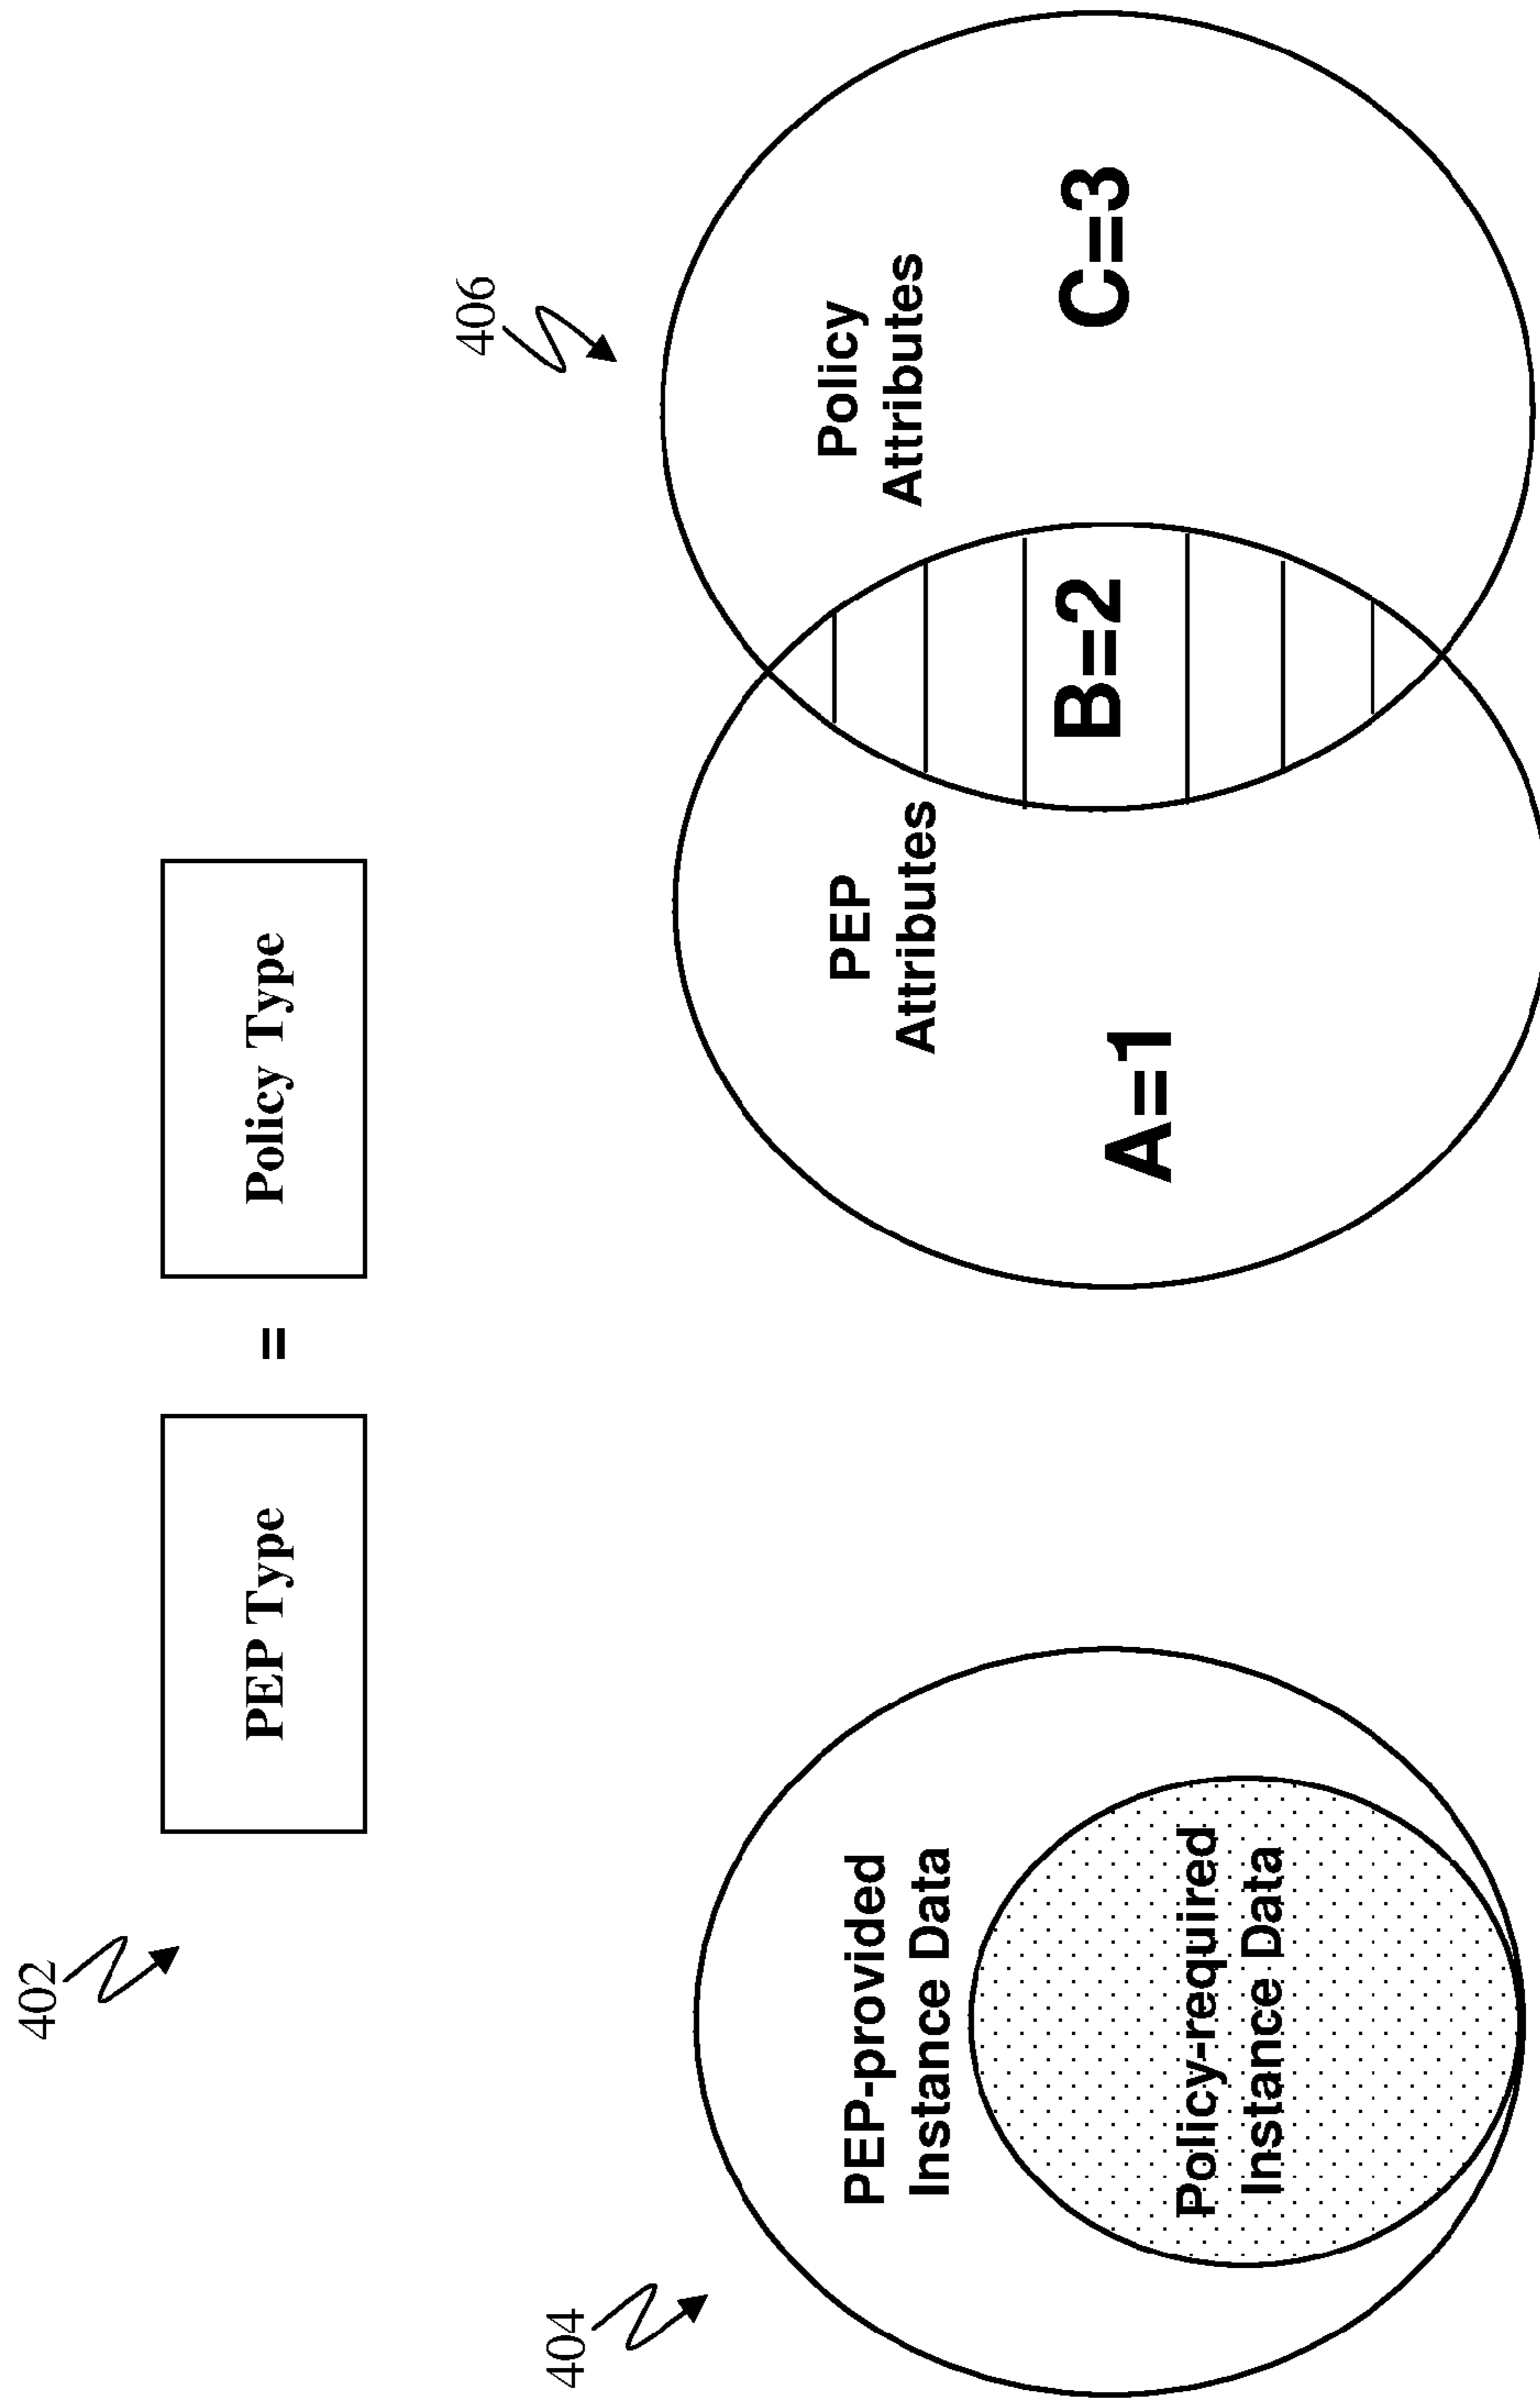 402
PEP Type
=
Policy Type
404
PEP-provided
Instance Data
Policy-required
Instance Data
406
PEP
Attributes
Policy
Attributes
A=1
B=2
C=3